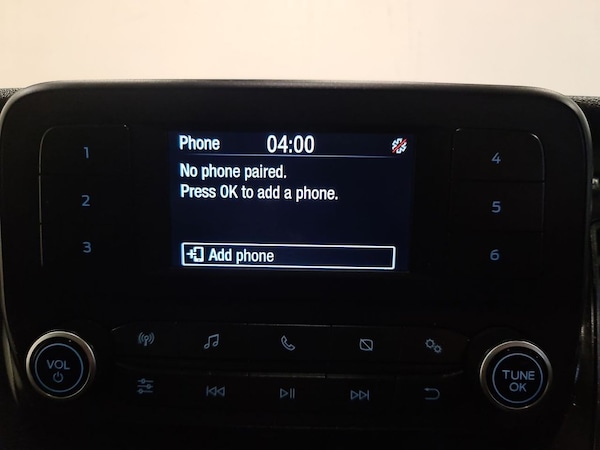 Phone 04:00
No phone paired.
Press OK to add a phone.
Add phone
1
2
3
4
5
6
VOL
TUNE
OK